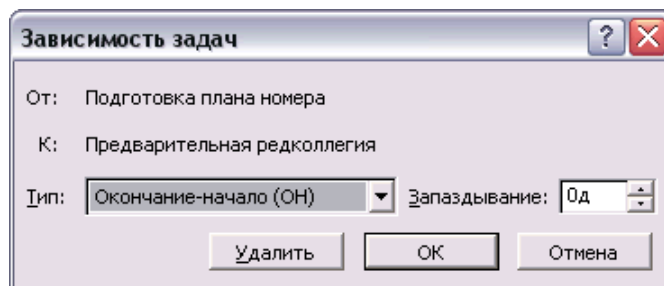 Зависимость задач
От: Подготовка плана номера
К: Предварительная редколлегия
Тип: Окончание-начало (ОН) Запаздывание: 0д
Удалить ОК Отмена